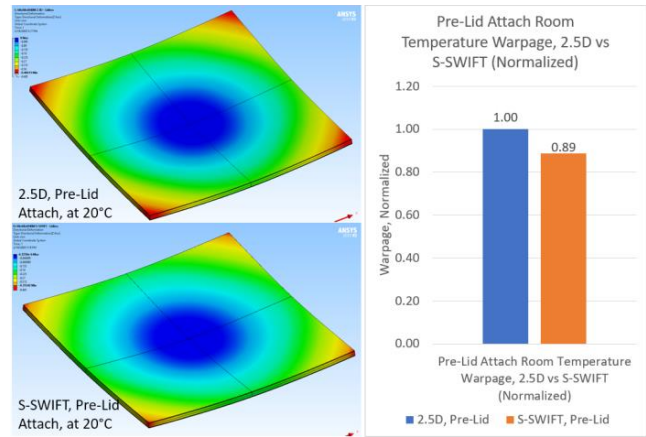 ANSYS
2.5D, Pre-Lid
Attach, at 20°C
ANSYS
S-SWIFT, Pre-Lid
Attach, at 20°C
Pre-Lid Attach Room
Temperature Warpage, 2.5D vs
S-SWIFT (Normalized)
1.20
1.00
0.80
0.60
0.40
0.20
0.00
Warpage, Normalized
1.00
0.89
Pre-Lid Attach Room Temperature
Warpage, 2.5D vs S-SWIFT
(Normalized)
2.5D, Pre-Lid
S-SWIFT, Pre-Lid